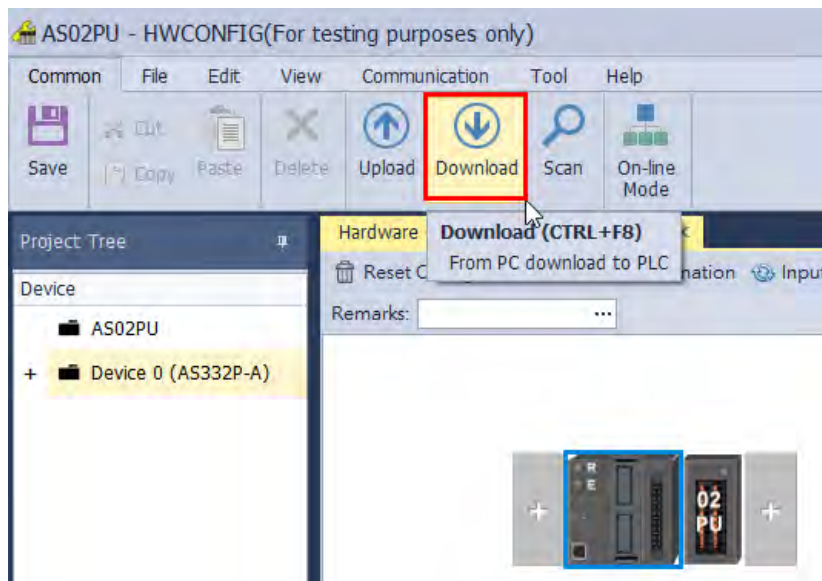 AS02PU - HWCONFIG(For testing purposes only)
Common File Edit View Communication Tool Help
Save Cut Copy Paste Delete Upload Download Scan On-line Mode
Project Tree
Hardware
Download (CTRL+F8)
From PC download to PLC
Reset
Device
Remarks: ...
AS02PU
+ Device 0 (AS332P-A)
R
E
02
PU
+ +